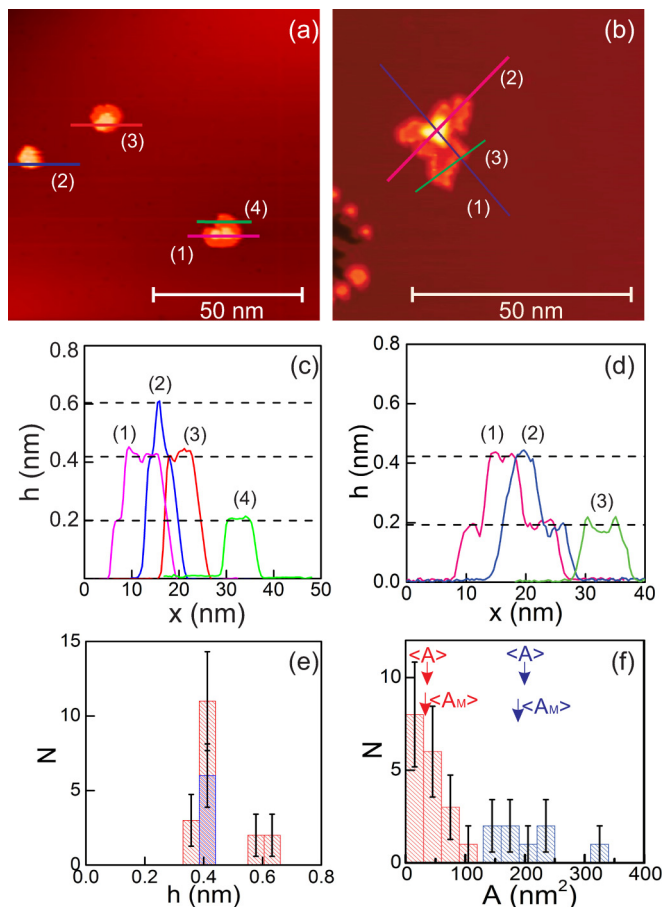 (a)
(3)
(2)
(4)
(1)
50 nm
(b)
(2)
(3)
(1)
50 nm
(c)
0.8
0.6
0.4
0.2
h (nm)
(1)
(2)
(3)
(4)
0 10 20 30 40 50
x (nm)
(d)
0.8
0.6
0.4
0.2
0.0
h (nm)
(1)
(2)
(3)
0 10 20 30 40
x (nm)
(e)
15
10
5
0
N
0.0 0.2 0.4 0.6 0.8
h (nm)
(f)
10
5
0
N
<A>
<AM>
<A>
<AM>
0 100 200 300 400
A (nm²)